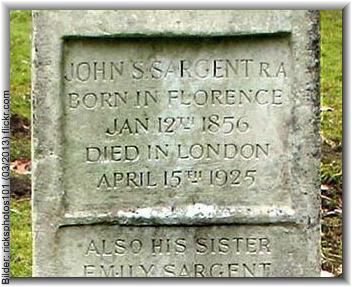 JOHN S. SARGENT R.A
BORN IN FLORENCE
JAN 12TH 1856
DIED IN LONDON
APRIL 15TH 1925
ALSO HIS SISTER
EMILY SARGENT
Bilder: ricksphotos101 (03/2013) flickr.com